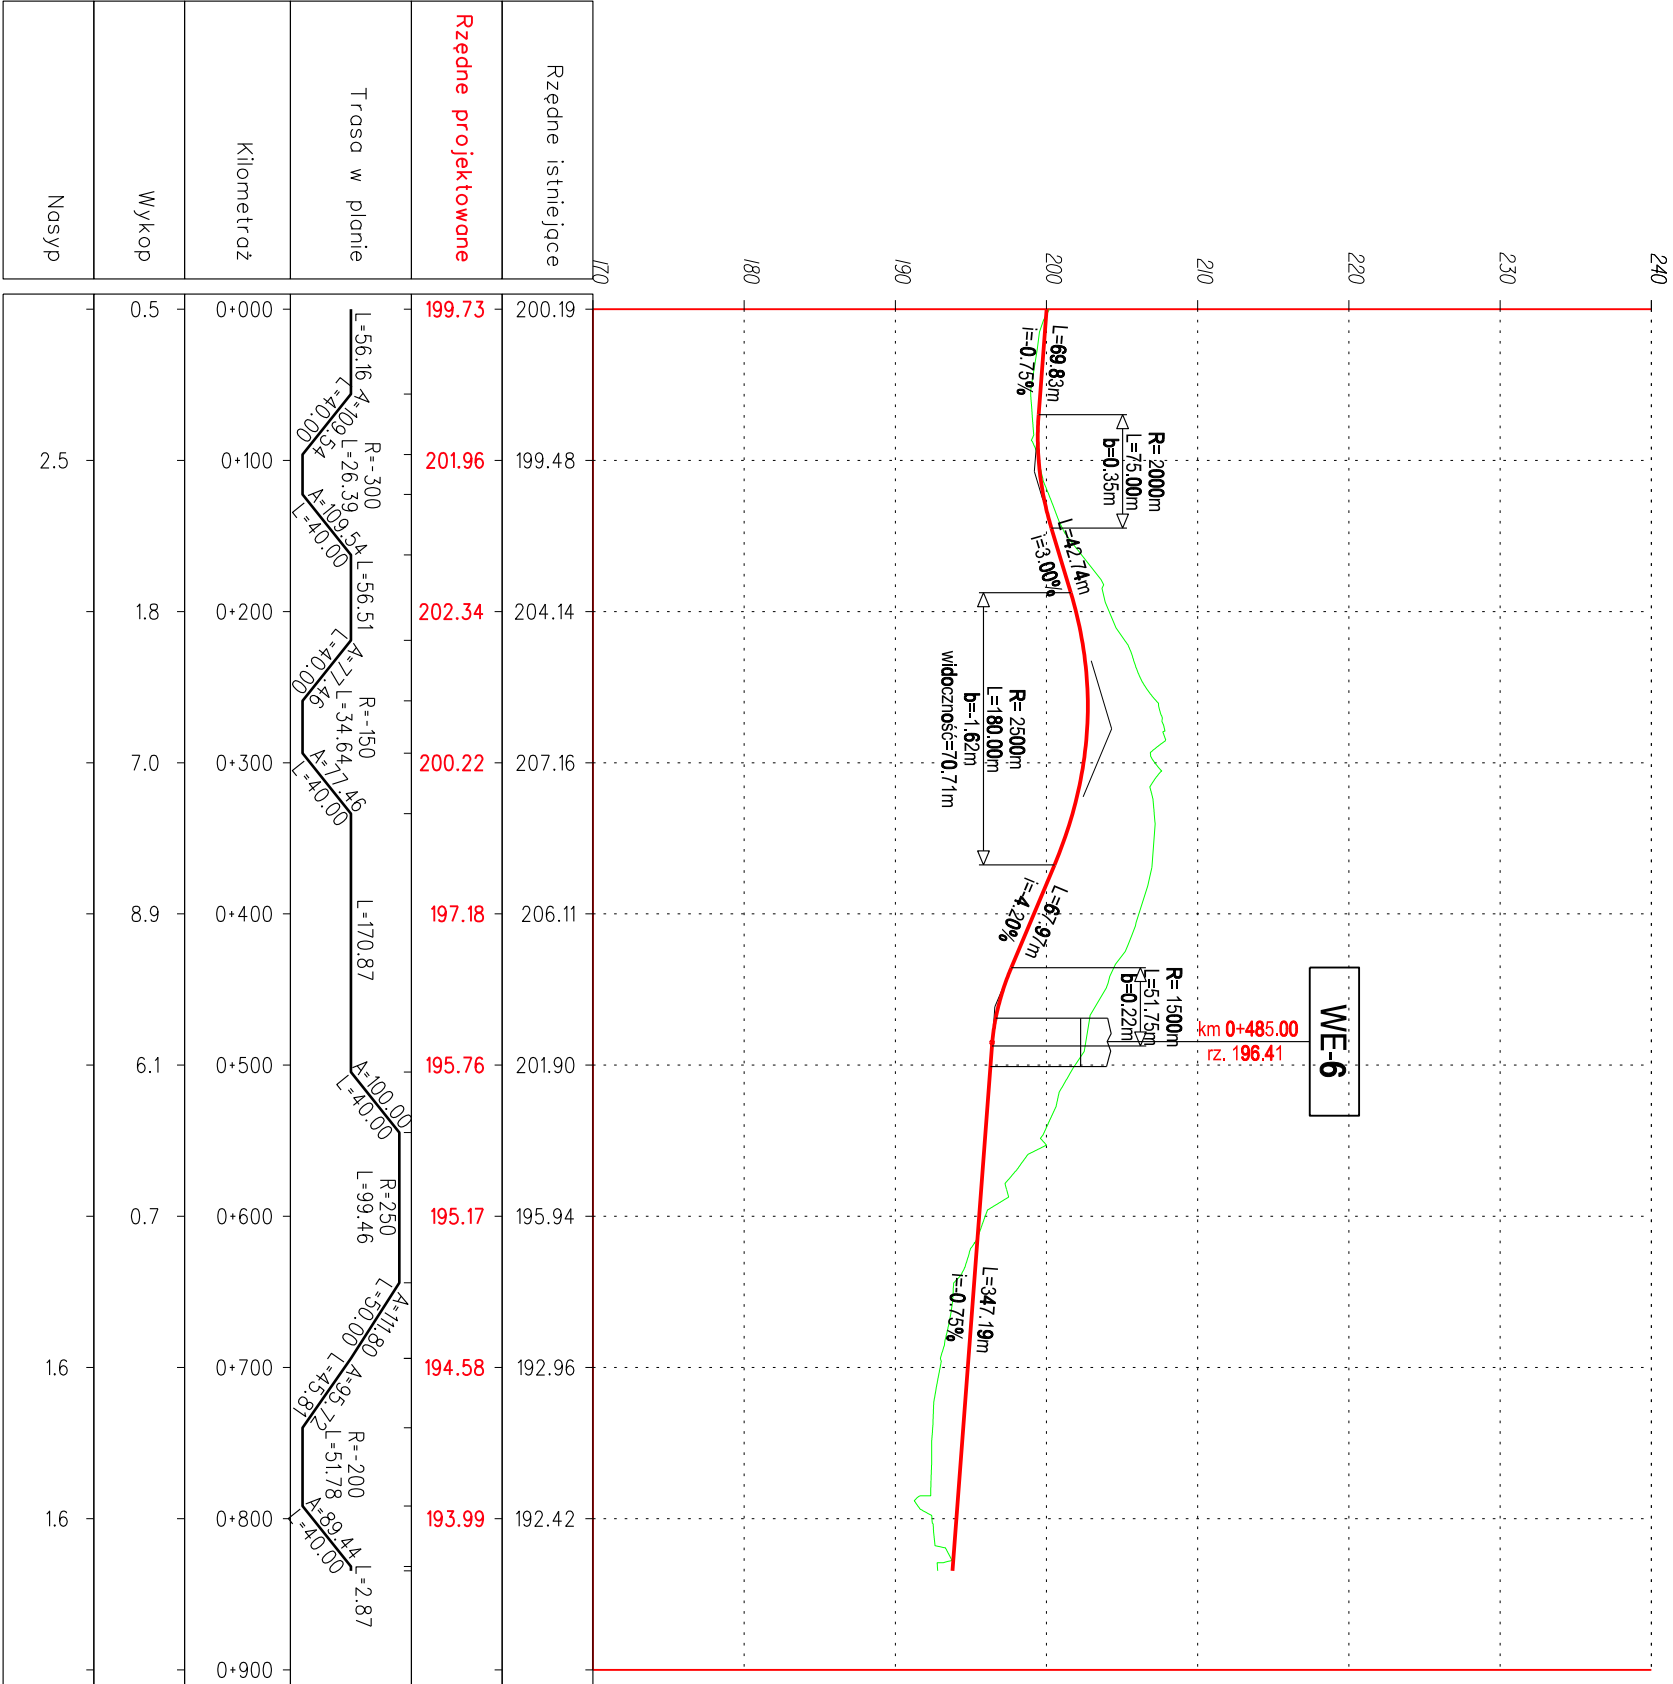 240
230
220
210
200
190
180
170
L=69.83m
i=-0.75%
R= 2000m
L=75.00m
b=0.35m
L=42.74m
i=3.00%
R= 2500m
L=180.00m
b=-1.62m
widoczność=70.71m
L=67.97m
i=-4.20%
R= 1500m
L=51.75m
b=0.22m
WE-6
km 0+485.00
rz. 196.41
L=347.19m
i=-0.75%
Rzędne istniejące
200.19
199.48
204.14
207.16
206.11
201.90
195.94
192.96
192.42
Rzędne projektowane
199.73
201.96
202.34
200.22
197.18
195.76
195.17
194.58
193.99
Trasa w planie
L=56.16
A=109.54
L=40.00
R=-300
L=26.39
A=109.54
L=40.00
L=56.51
A=77.46
L=40.00
R=-150
L=34.64
A=77.46
L=40.00
L=170.87
A=100.00
L=40.00
R=250
L=99.46
A=111.80
L=50.00
A=95.72
L=45.81
R=-200
L=51.78
A=89.44
L=40.00
L=2.87
Kilometraż
0+000
0+100
0+200
0+300
0+400
0+500
0+600
0+700
0+800
0+900
Wykop
0.5
1.8
7.0
8.9
6.1
0.7
Nasyp
2.5
1.6
1.6